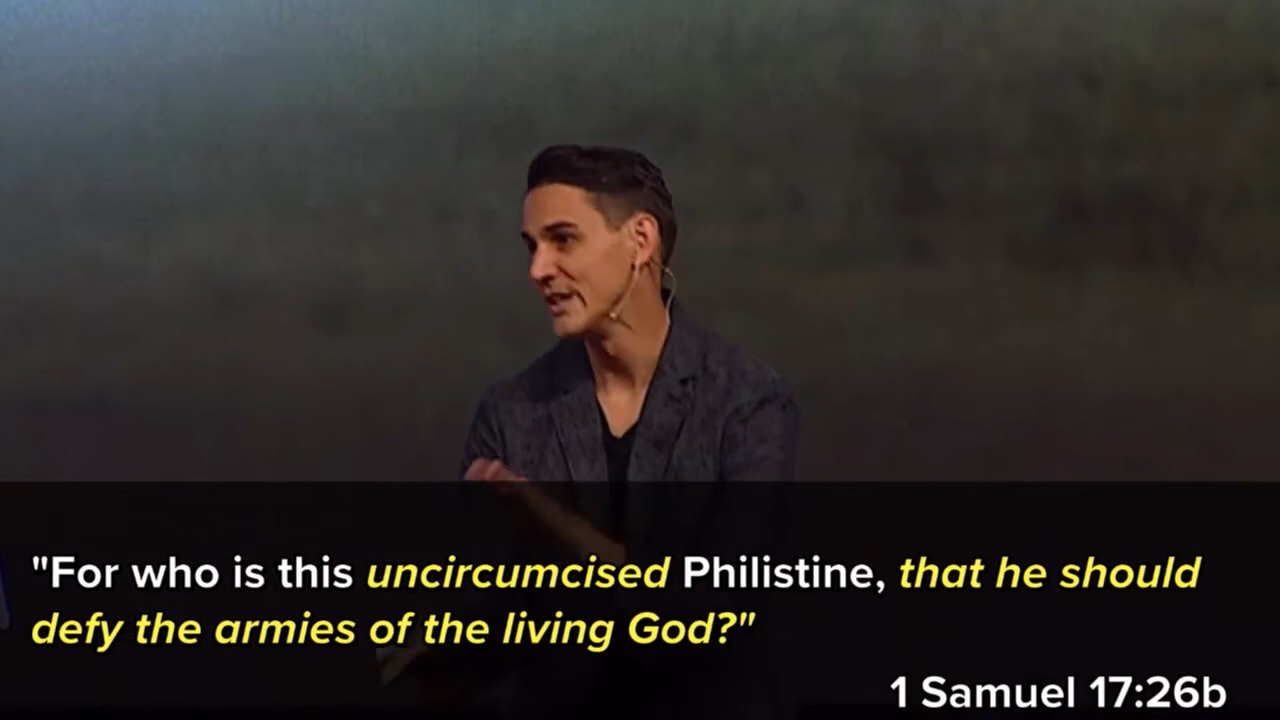 "For who is this uncircumcised Philistine, that he should
defy the armies of the living God?"
1 Samuel 17:26b